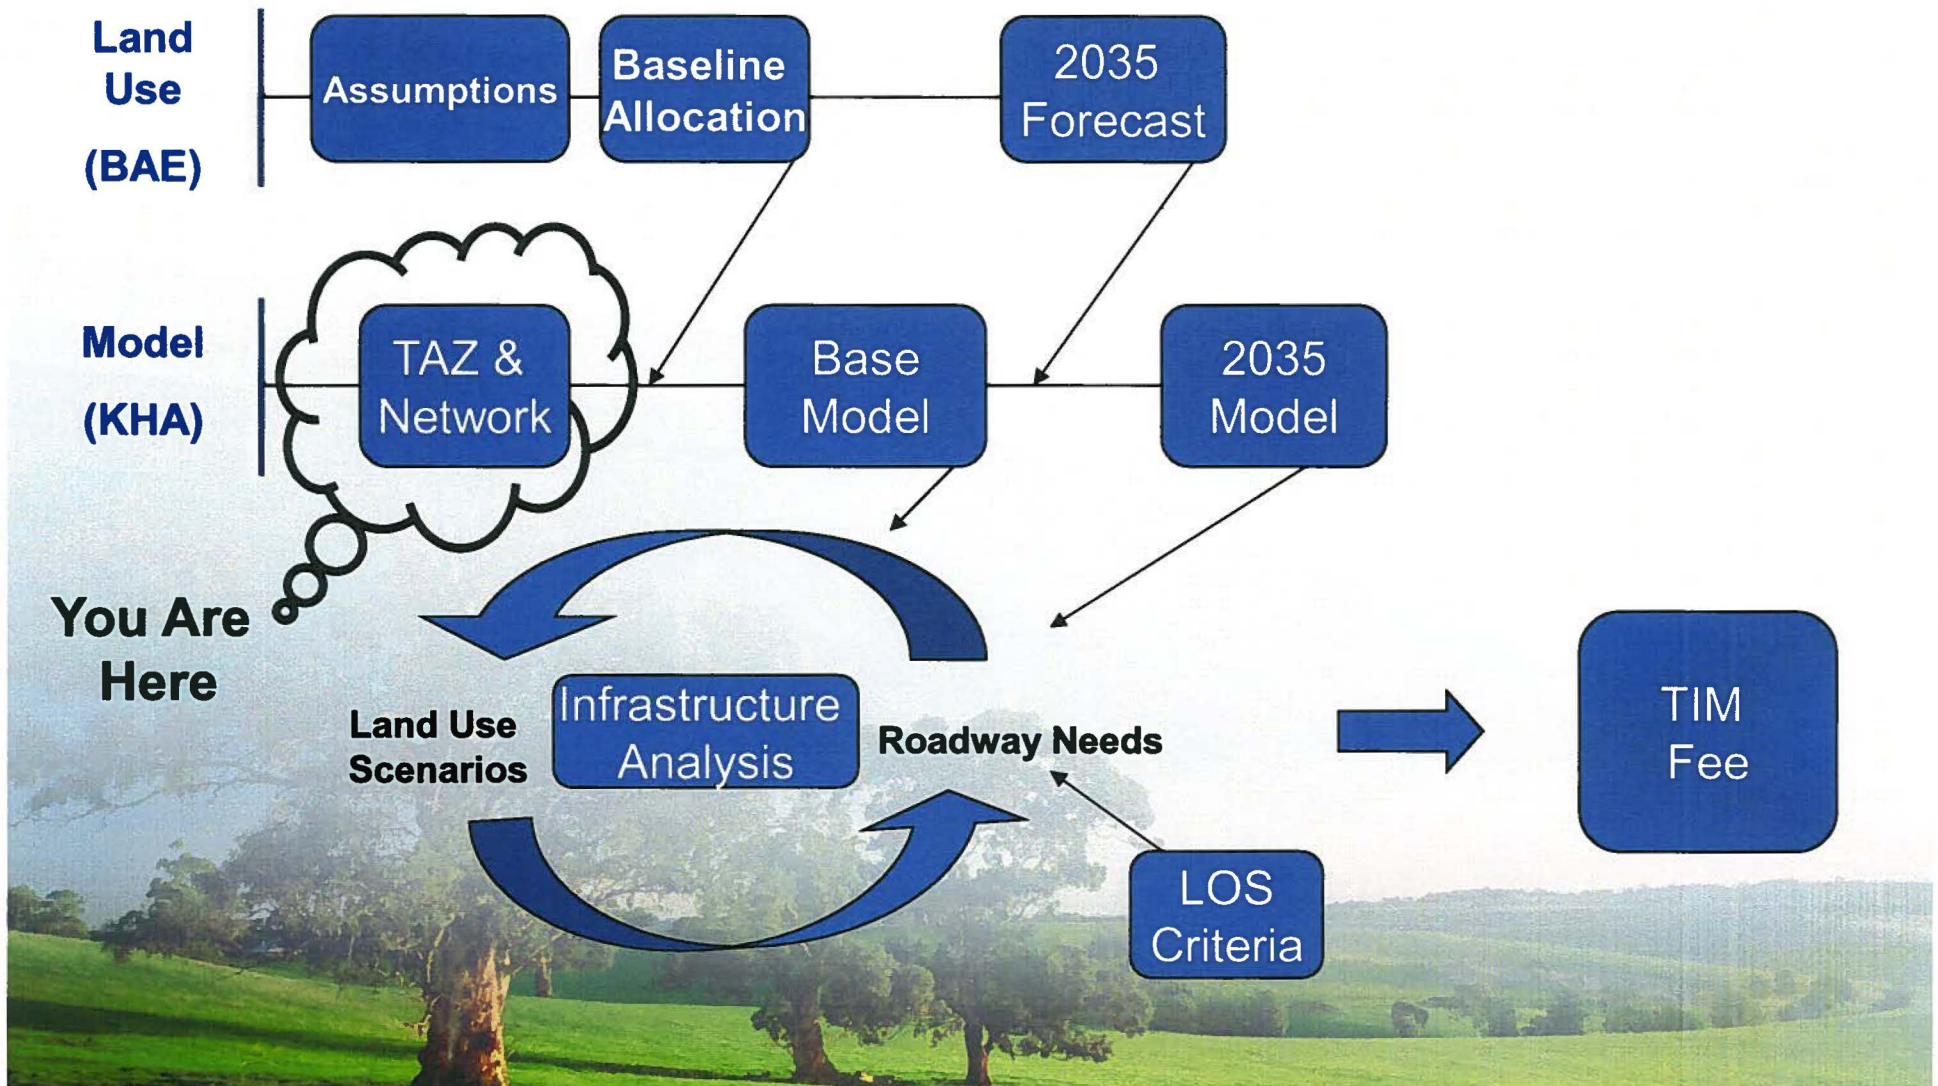 Land
Use
(BAE)
Assumptions
Baseline
Allocation
2035
Forecast
Model
(KHA)
TAZ &
Network
Base
Model
2035
Model
You Are
Here
Land Use
Scenarios
Infrastructure
Analysis
Roadway Needs
LOS
Criteria
TIM
Fee